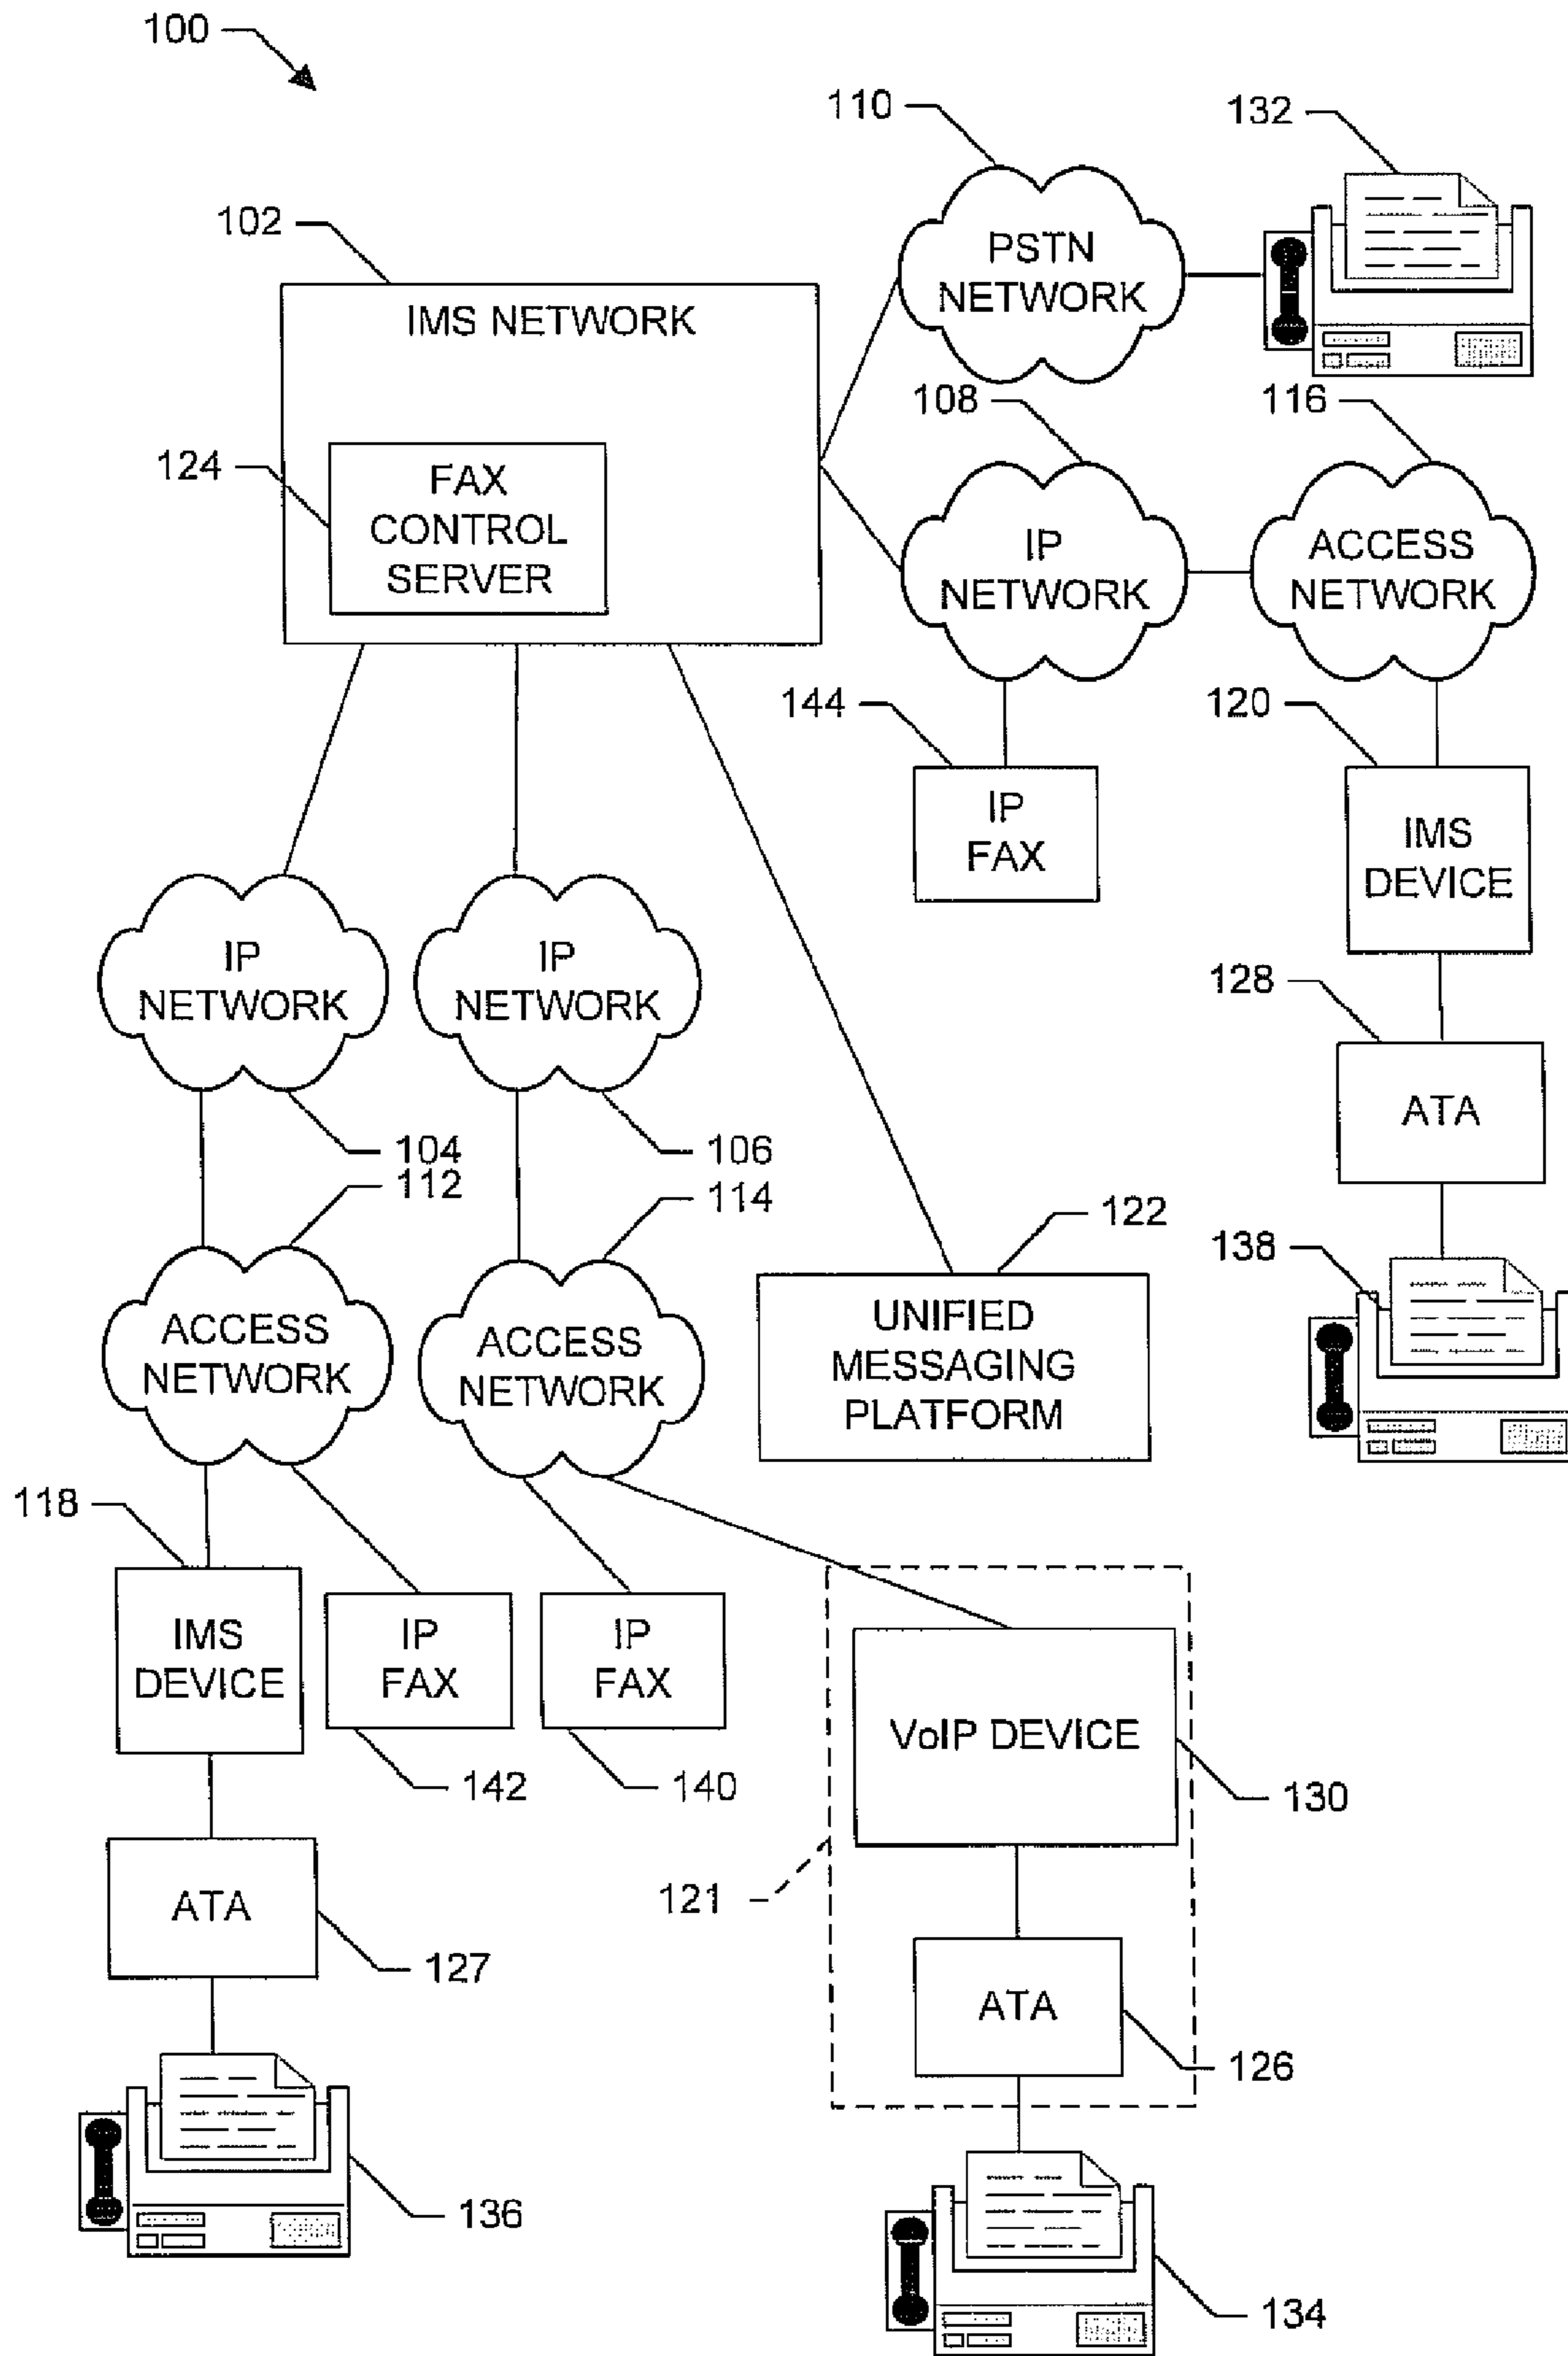 100
110
132
102
PSTN
NETWORK
IMS NETWORK
108
116
124
FAX
CONTROL
SERVER
IP
NETWORK
ACCESS
NETWORK
144
120
IP
FAX
IMS
DEVICE
IP
NETWORK
IP
NETWORK
128
ATA
104
106
112
114
122
138
ACCESS
NETWORK
ACCESS
NETWORK
UNIFIED
MESSAGING
PLATFORM
118
IMS
DEVICE
IP
FAX
IP
FAX
VoIP DEVICE
142
140
130
121
ATA
127
ATA
126
136
134